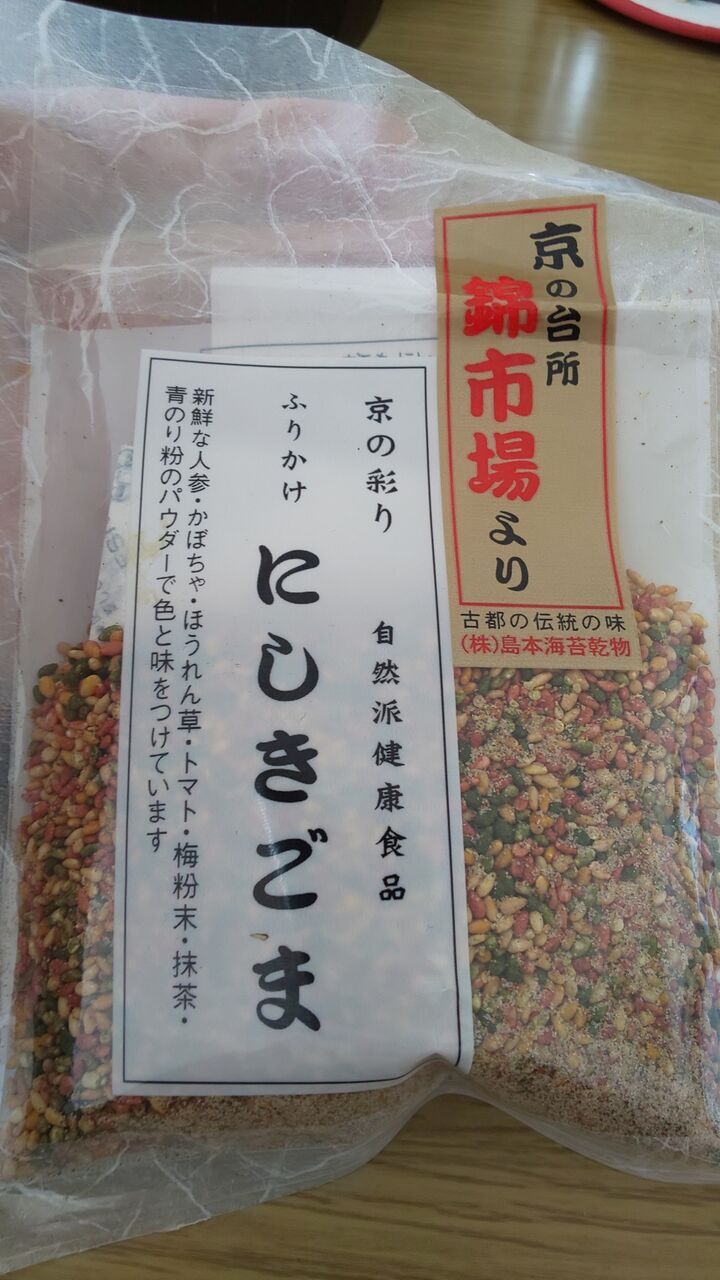 京の台所
錦市場より
古都の伝統の味
(株)島本海苔乾物
京の彩り
自然派健康食品
ふりかけ
にしきごま
新鮮な人参・かぼちゃ・ほうれん草・トマト・梅粉末・抹茶・
青のり粉のパウダーで色と味をつけています